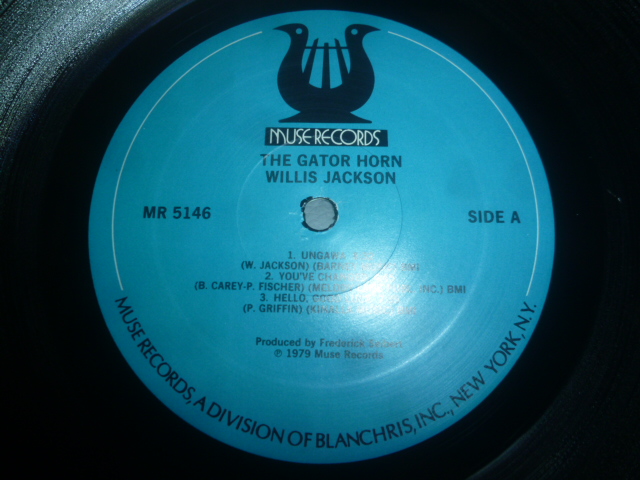 MUSE RECORDS
THE GATOR HORN
WILLIS JACKSON
MR 5146
SIDE A
1. UNGAWA
(W. JACKSON)
2. YOU'VE
(B. CAREY-P. FISCHER) INC.) BMI
3. HELLO,
(P. GRIFFIN)
Produced by Frederick
℗ 1979 Muse Records
MUSE RECORDS, A DIVISION OF BLANCHRIS, INC., NEW YORK, N.Y.